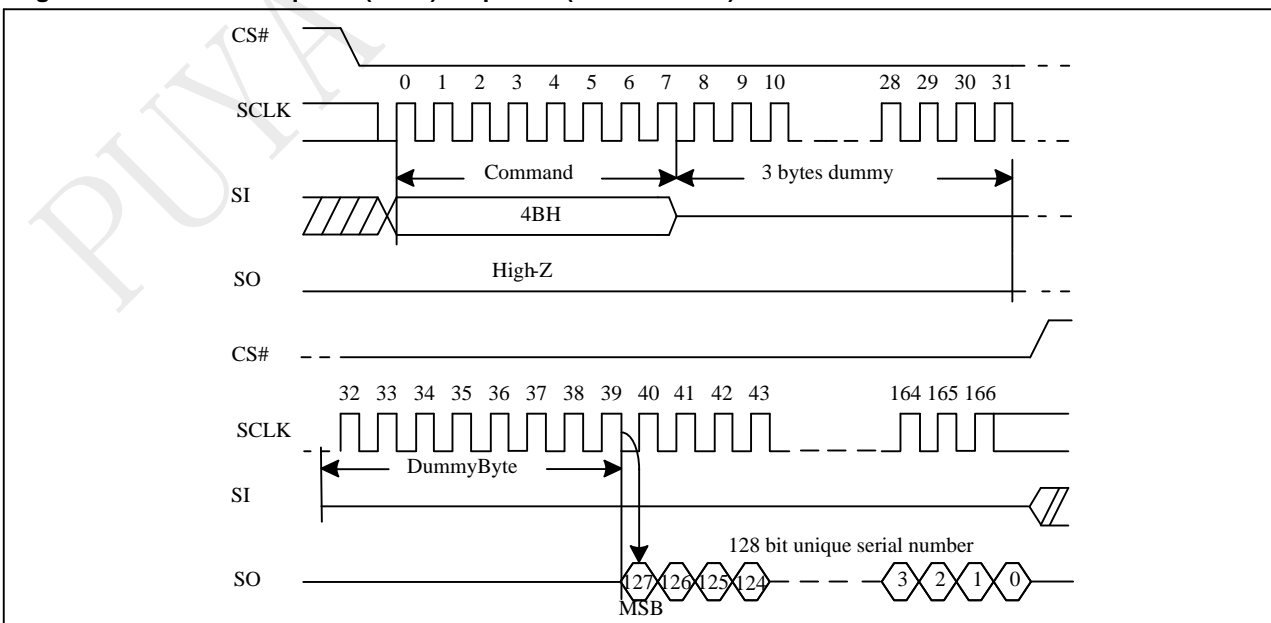 PUYA
CS#
0 1 2 3 4 5 6 7 8 9 10 28 29 30 31
SCLK
Command 3 bytes dummy
SI
4BH
High-Z
SO
CS#
32 33 34 35 36 37 38 39 40 41 42 43 164 165 166
SCLK
DummyByte
SI
128 bit unique serial number
SO 127 126 125 124 3 2 1 0
MSB